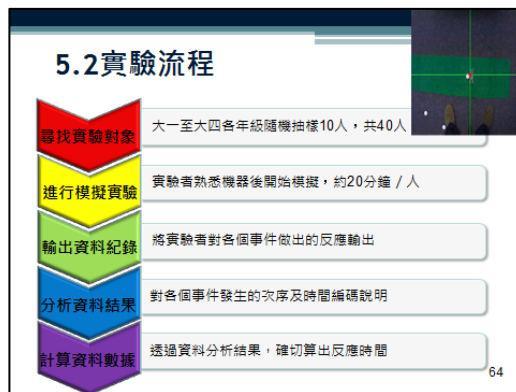 5.2實驗流程
尋找實驗對象
大一至大四各年級隨機抽樣10人，共40人
進行模擬實驗
實驗者熟悉機器後開始模擬，約20分鐘／人
輸出資料紀錄
將實驗者對各個事件做出的反應輸出
分析資料結果
對各個事件發生的次序及時間編碼說明
計算資料數據
透過資料分析結果，確切算出反應時間
64